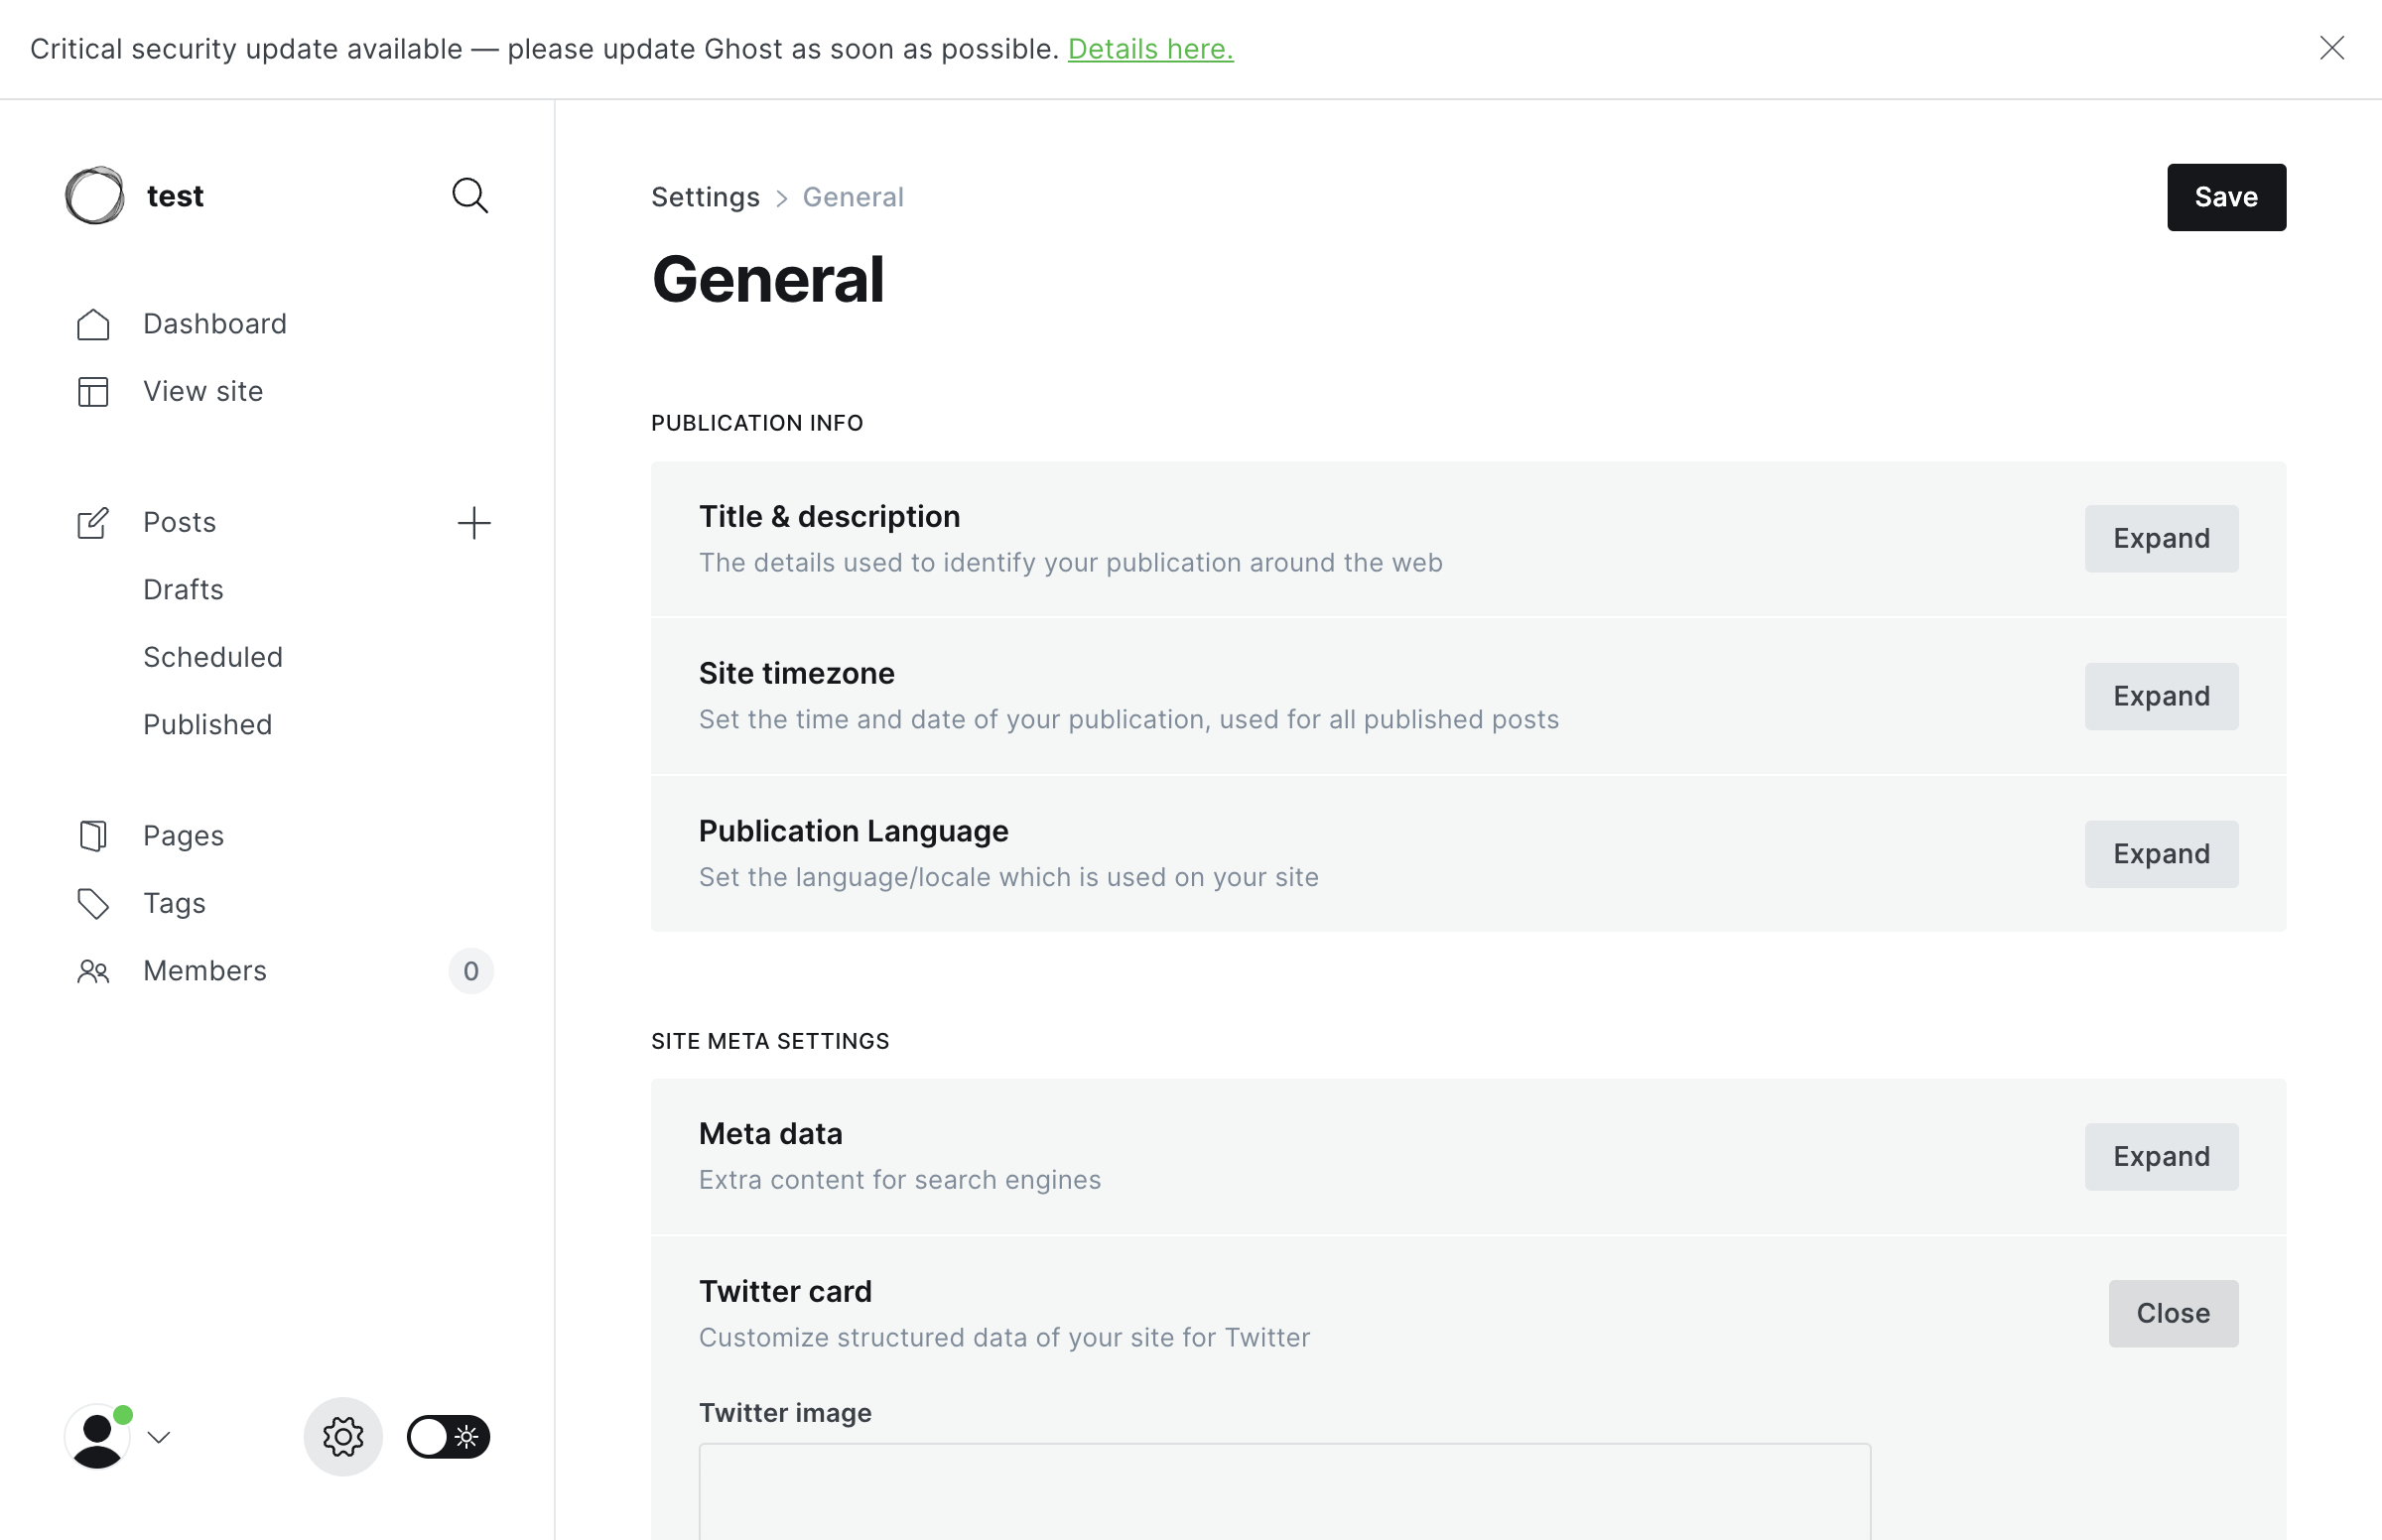 Critical security update available — please update Ghost as soon as possible. Details here.
test
Dashboard
View site
Posts
Drafts
Scheduled
Published
Pages
Tags
Members 0
Settings > General
Save
General
PUBLICATION INFO
Title & description
The details used to identify your publication around the web
Expand
Site timezone
Set the time and date of your publication, used for all published posts
Expand
Publication Language
Set the language/locale which is used on your site
Expand
SITE META SETTINGS
Meta data
Extra content for search engines
Expand
Twitter card
Customize structured data of your site for Twitter
Close
Twitter image